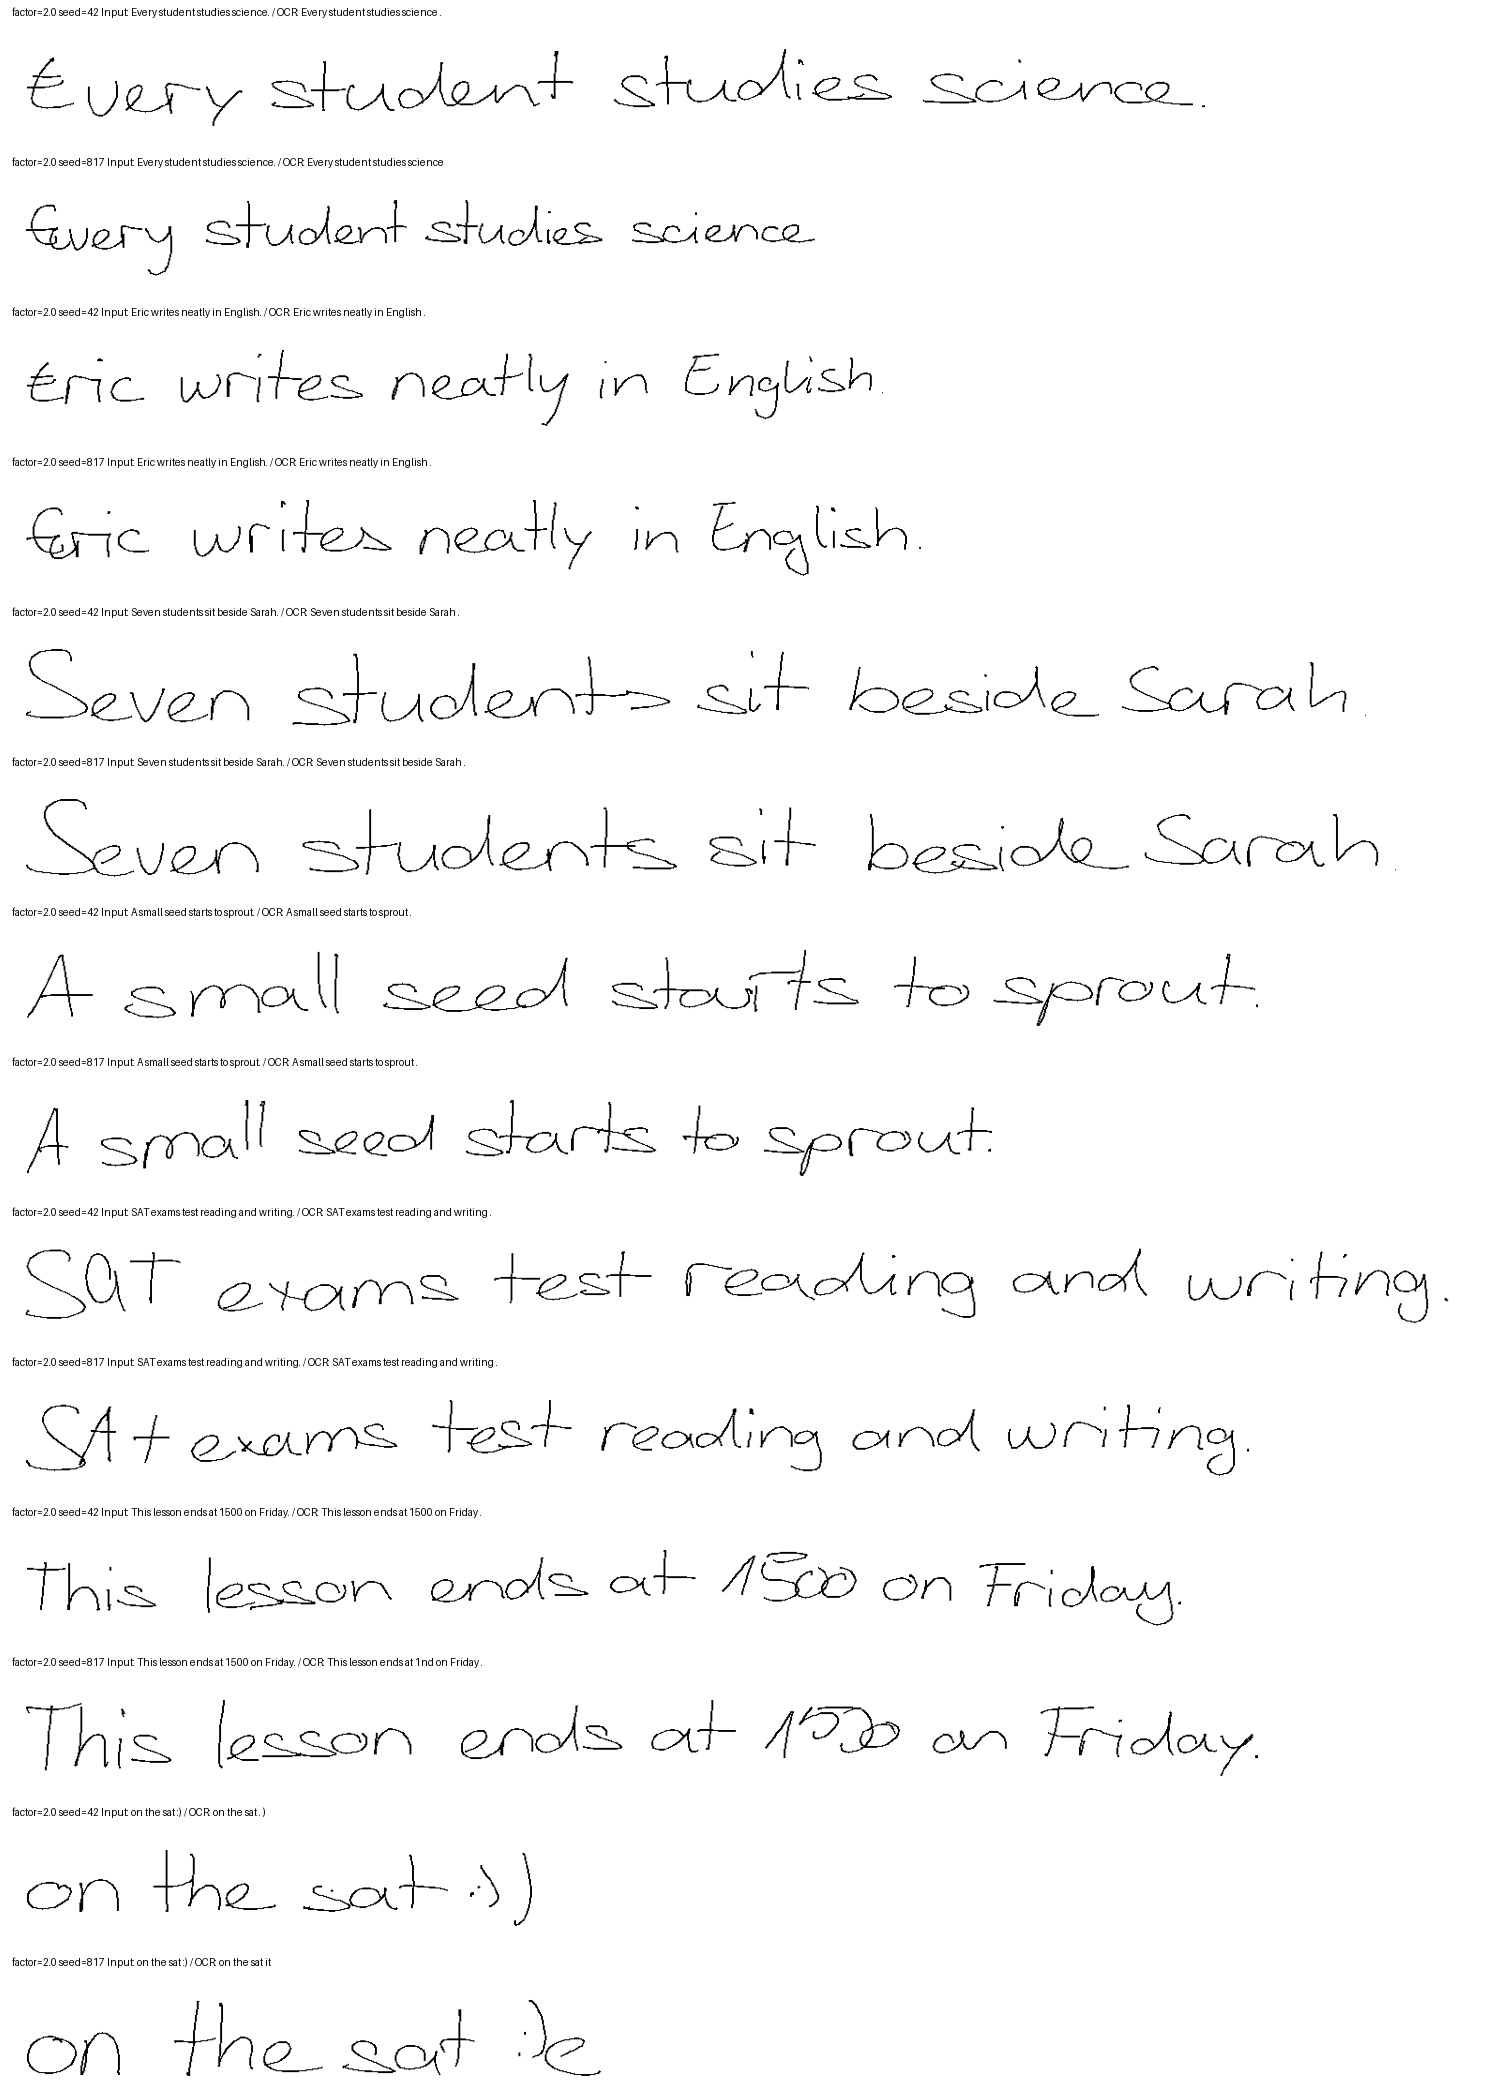 factor=2.0 seed=42 Input: Every student studies science. / OCR: Every student studies science .
Every student studies science.
factor=2.0 seed=817 Input: Every student studies science. / OCR: Every student studies science
Every student studies science
factor=2.0 seed=42 Input: Eric writes neatly in English. / OCR: Eric writes neatly in English .
Eric writes neatly in English.
factor=2.0 seed=817 Input: Eric writes neatly in English. / OCR: Eric writes neatly in English .
Eric writes neatly in English.
factor=2.0 seed=42 Input: Seven students sit beside Sarah. / OCR: Seven students sit beside Sarah .
Seven students sit beside Sarah.
factor=2.0 seed=817 Input: Seven students sit beside Sarah. / OCR: Seven students sit beside Sarah .
Seven students sit beside Sarah.
factor=2.0 seed=42 Input: A small seed starts to sprout. / OCR: A small seed starts to sprout .
A small seed starts to sprout.
factor=2.0 seed=817 Input: A small seed starts to sprout. / OCR: A small seed starts to sprout .
A small seed starts to sprout.
factor=2.0 seed=42 Input: SAT exams test reading and writing. / OCR: SAT exams test reading and writing .
SaT exams test reading and writing.
factor=2.0 seed=817 Input: SAT exams test reading and writing. / OCR: SAT exams test reading and writing .
SAt exams test reading and writing.
factor=2.0 seed=42 Input: This lesson ends at 1500 on Friday. / OCR: This lesson ends at 1500 on Friday .
This lesson ends at 1500 on Friday.
factor=2.0 seed=817 Input: This lesson ends at 1500 on Friday. / OCR: This lesson ends at 1nd on Friday .
This lesson ends at 1500 on Friday.
factor=2.0 seed=42 Input: on the sat :) / OCR: on the sat . )
on the sat :))
factor=2.0 seed=817 Input: on the sat :) / OCR: on the sat it
on the sat :)e